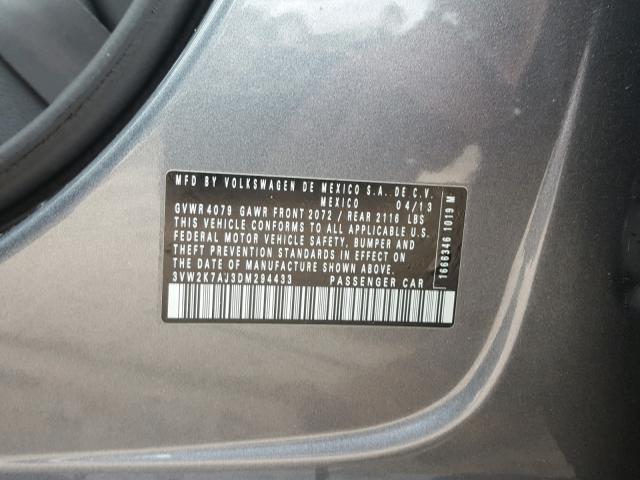 MFD BY VOLKSWAGEN DE MEXICO S.A. DE C.V.
MEXICO 04/13
GVWR 4079 GAWR FRONT 2072 / REAR 2116 LBS
THIS VEHICLE CONFORMS TO ALL APPLICABLE U.S.
FEDERAL MOTOR VEHICLE SAFETY, BUMPER AND
THEFT PREVENTION STANDARDS IN EFFECT ON
THE DATE OF MANUFACTURE SHOWN ABOVE.
3VW2K7AJ3DM294433 PASSENGER CAR
1666346 1019 M